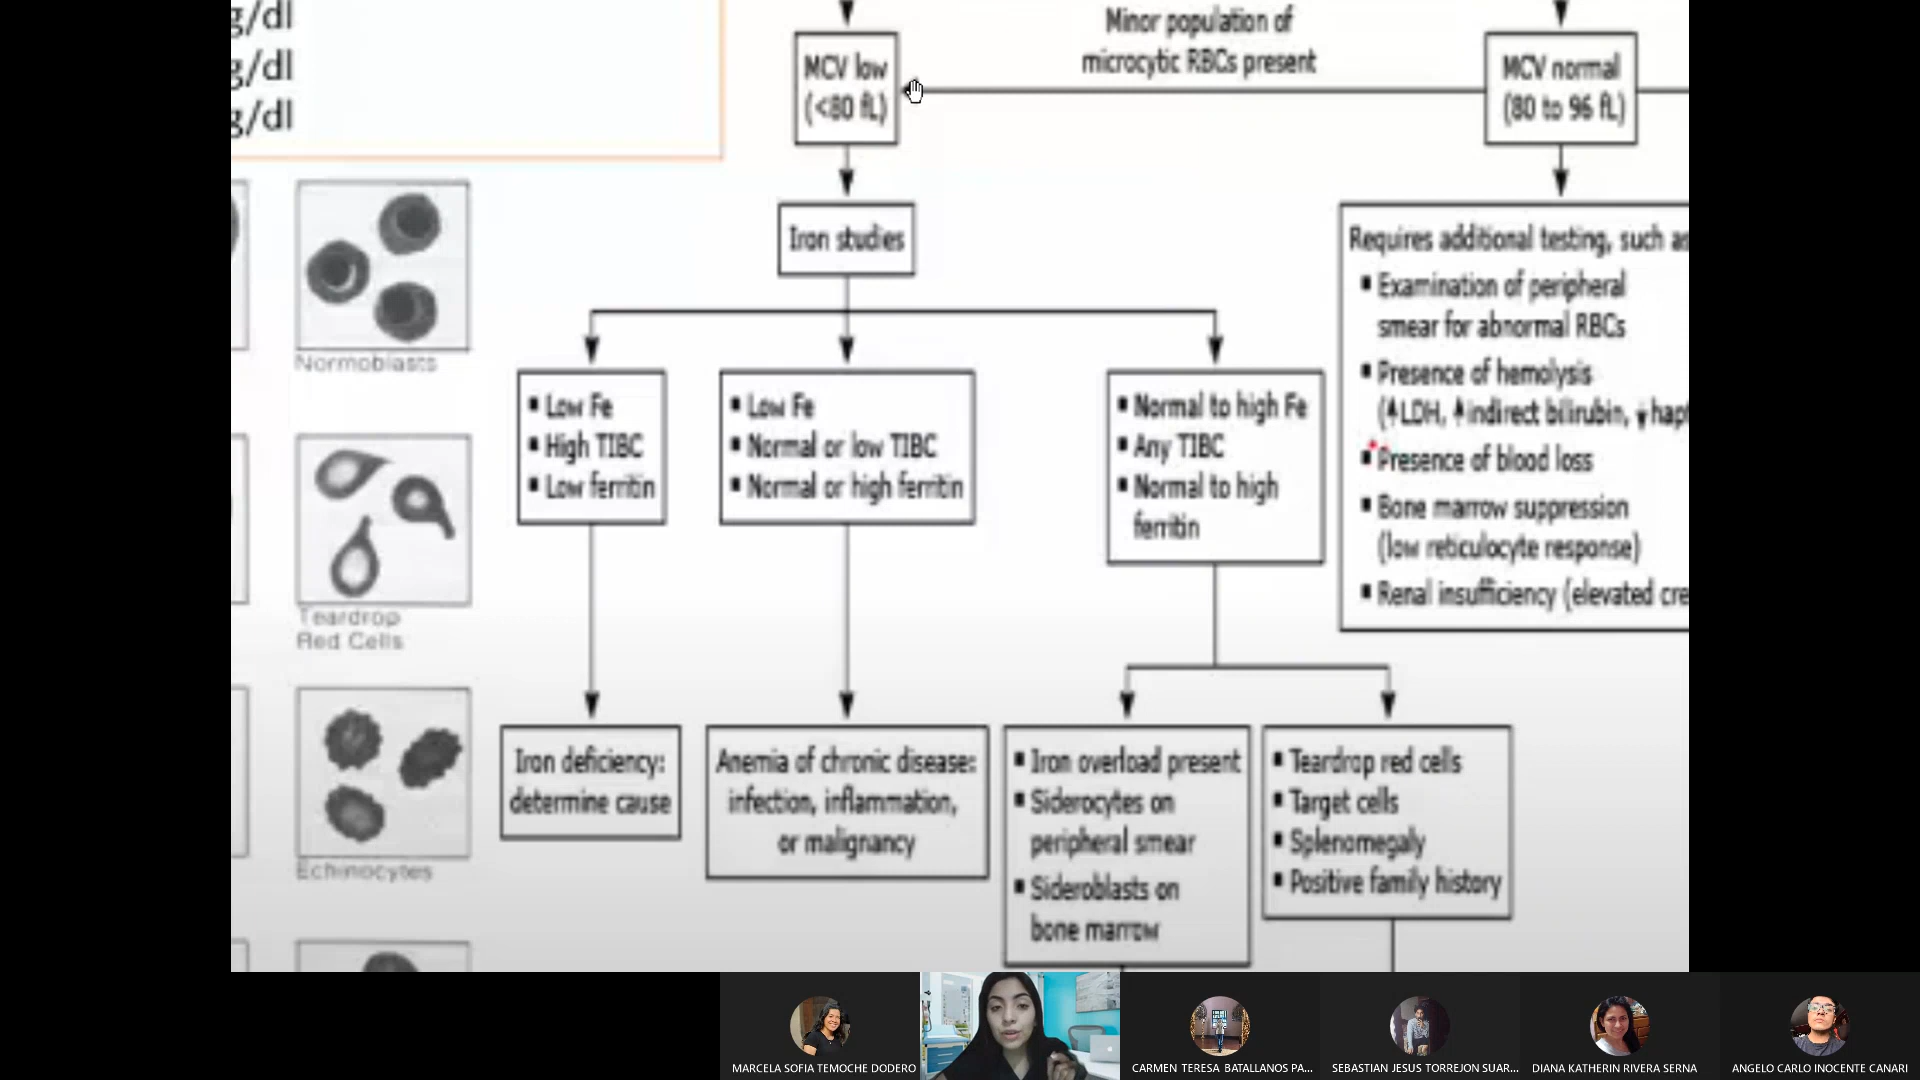 g/dl
g/dl
g/dl
Minor population of
microcytic RBCs present
MCV low
(<80 fL)
MCV normal
(80 to 96 fL)
Iron studies
Normoblasts
Low Fe
High TIBC
Low ferritin
Low Fe
Normal or low TIBC
Normal or high ferritin
Normal to high Fe
Any TIBC
Normal to high
ferritin
Requires additional testing, such as
Examination of peripheral
smear for abnormal RBCs
Presence of hemolysis
(↑LDH, ↑indirect bilirubin, ↓hapt
Presence of blood loss
Bone marrow suppression
(low reticulocyte response)
Renal insufficiency (elevated cre
Teardrop
Red Cells
Echinocytes
Iron deficiency:
determine cause
Anemia of chronic disease:
infection, inflammation,
or malignancy
Iron overload present
Siderocytes on
peripheral smear
Sideroblasts on
bone marrow
Teardrop red cells
Target cells
Splenomegaly
Positive family history
MARCELA SOFIA TEMOCHE DODERO
CARMEN TERESA BATALLANOS PA...
SEBASTIAN JESUS TORREJON SUAR...
DIANA KATHERIN RIVERA SERNA
ANGELO CARLO INOCENTE CANARI